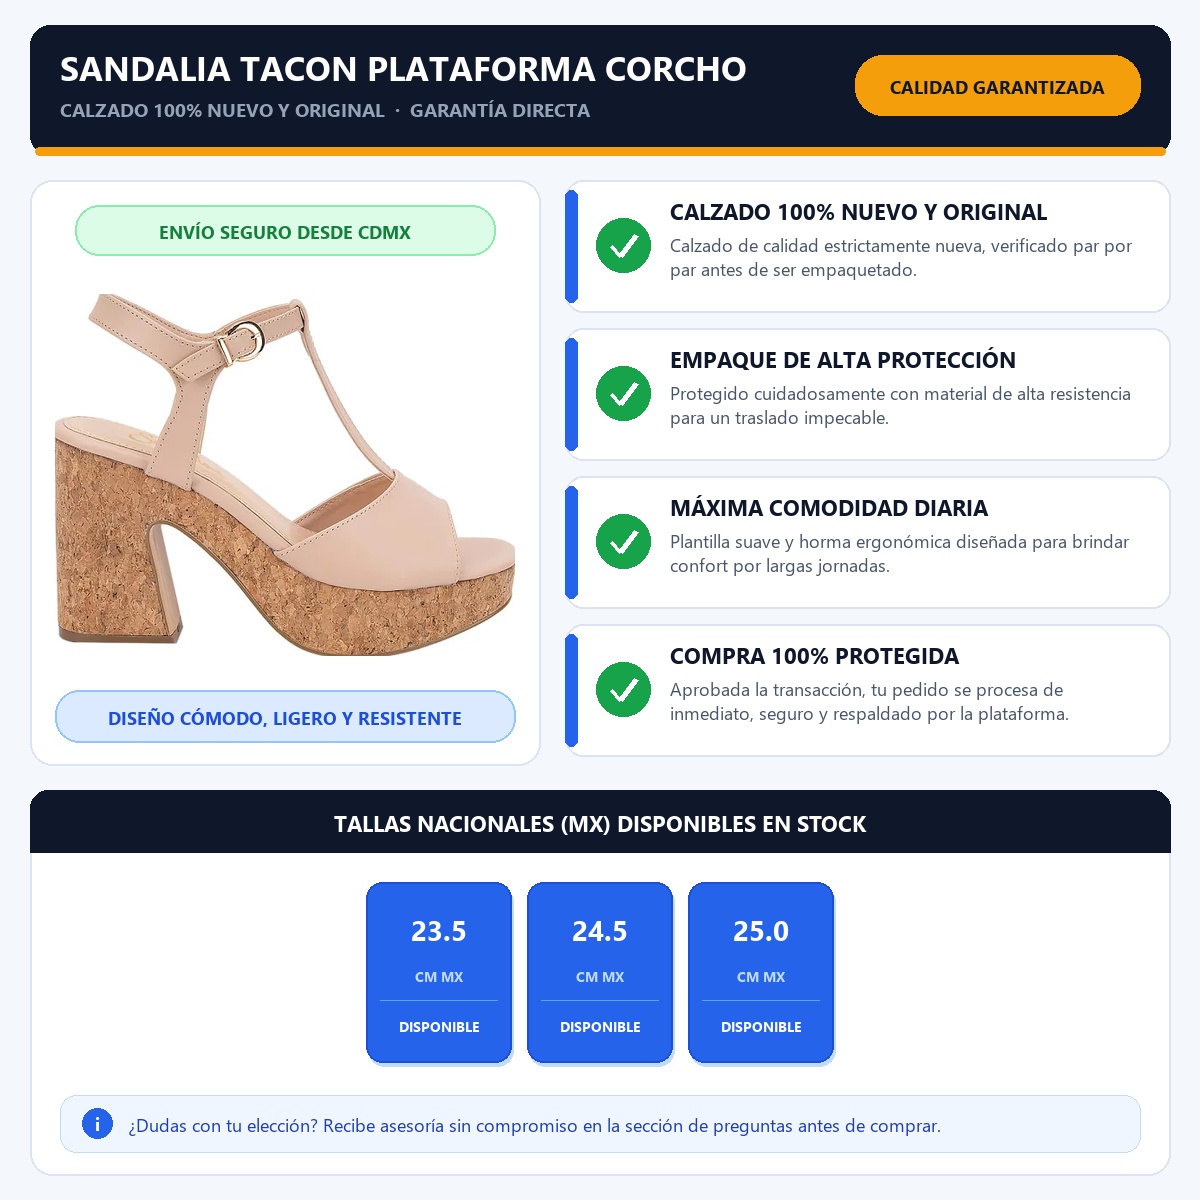 SANDALIA TACON PLATAFORMA CORCHO
CALZADO 100% NUEVO Y ORIGINAL · GARANTÍA DIRECTA
CALIDAD GARANTIZADA
ENVÍO SEGURO DESDE CDMX
DISEÑO CÓMODO, LIGERO Y RESISTENTE
CALZADO 100% NUEVO Y ORIGINAL
Calzado de calidad estrictamente nueva, verificado par por
par antes de ser empaquetado.
EMPAQUE DE ALTA PROTECCIÓN
Protegido cuidadosamente con material de alta resistencia
para un traslado impecable.
MÁXIMA COMODIDAD DIARIA
Plantilla suave y horma ergonómica diseñada para brindar
confort por largas jornadas.
COMPRA 100% PROTEGIDA
Aprobada la transacción, tu pedido se procesa de
inmediato, seguro y respaldado por la plataforma.
TALLAS NACIONALES (MX) DISPONIBLES EN STOCK
23.5
CM MX
DISPONIBLE
24.5
CM MX
DISPONIBLE
25.0
CM MX
DISPONIBLE
¿Dudas con tu elección? Recibe asesoría sin compromiso en la sección de preguntas antes de comprar.